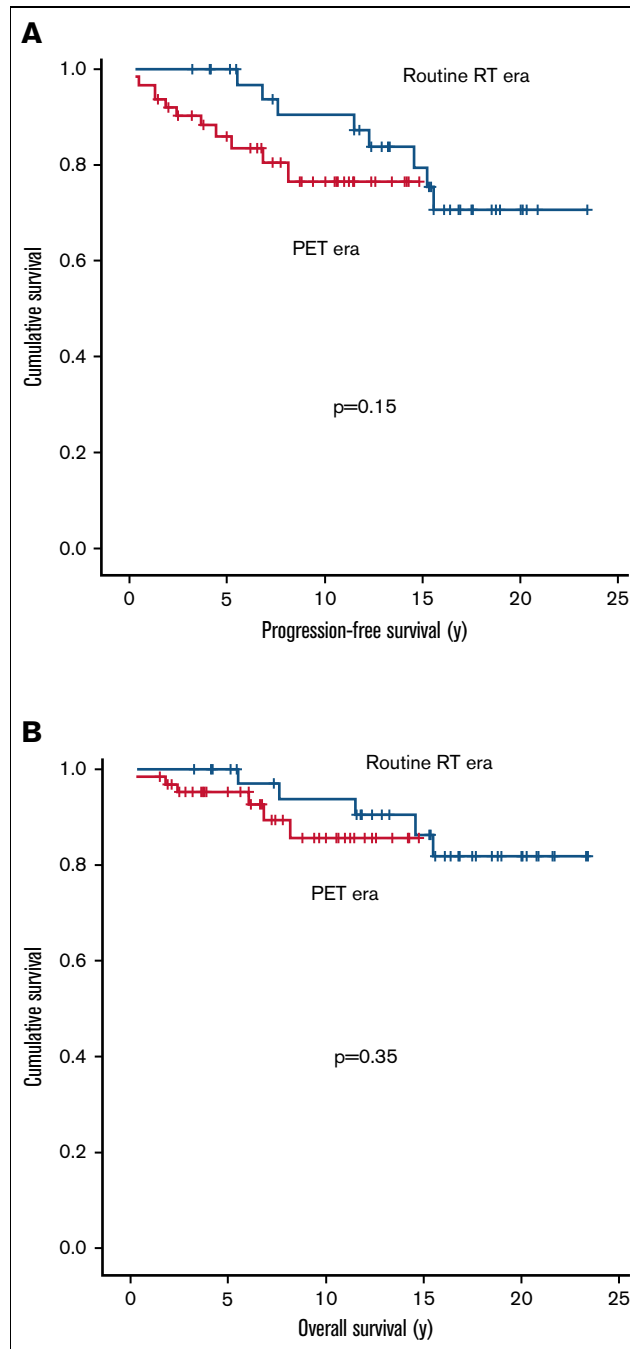 A
1.0
0.8
0.6
0.4
0.2
0.0
Cumulative survival
Routine RT era
PET era
p=0.15
0 5 10 15 20 25
Progression-free survival (y)
B
1.0
0.8
0.6
0.4
0.2
0.0
Cumulative survival
Routine RT era
PET era
p=0.35
0 5 10 15 20 25
Overall survival (y)